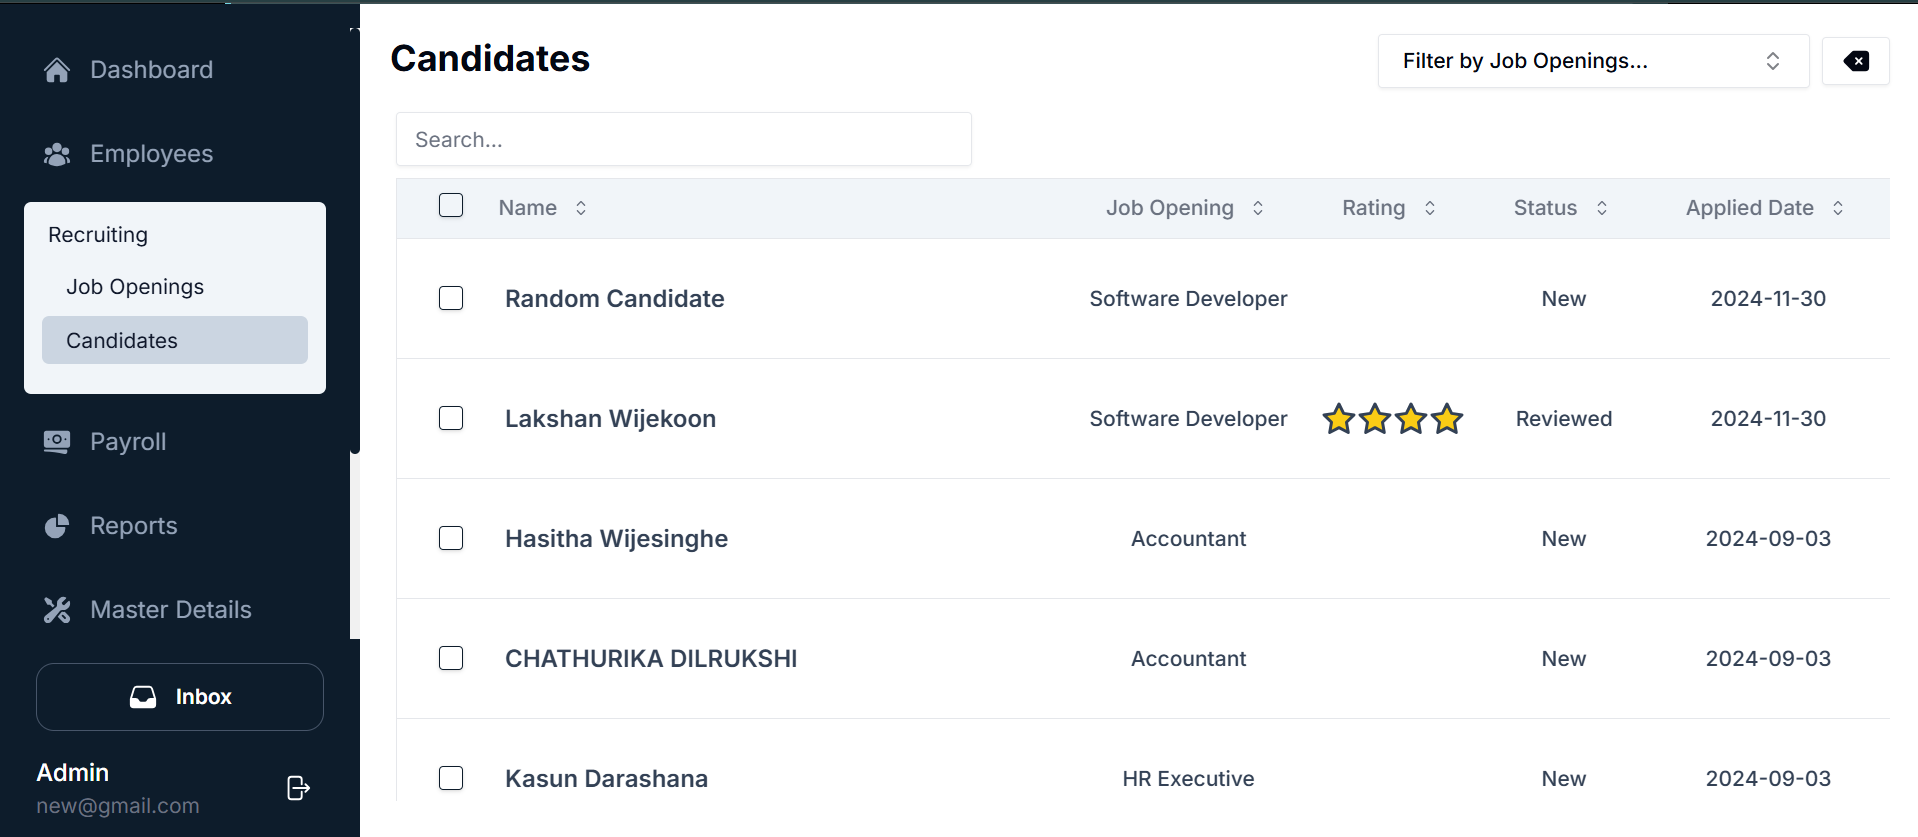 Dashboard
Employees
Recruiting
Job Openings
Candidates
Payroll
Reports
Master Details
Inbox
Admin
new@gmail.com
Candidates
Filter by Job Openings...
Search...
Name Job Opening Rating Status Applied Date
Random Candidate Software Developer New 2024-11-30
Lakshan Wijekoon Software Developer Reviewed 2024-11-30
Hasitha Wijesinghe Accountant New 2024-09-03
CHATHURIKA DILRUKSHI Accountant New 2024-09-03
Kasun Darashana HR Executive New 2024-09-03